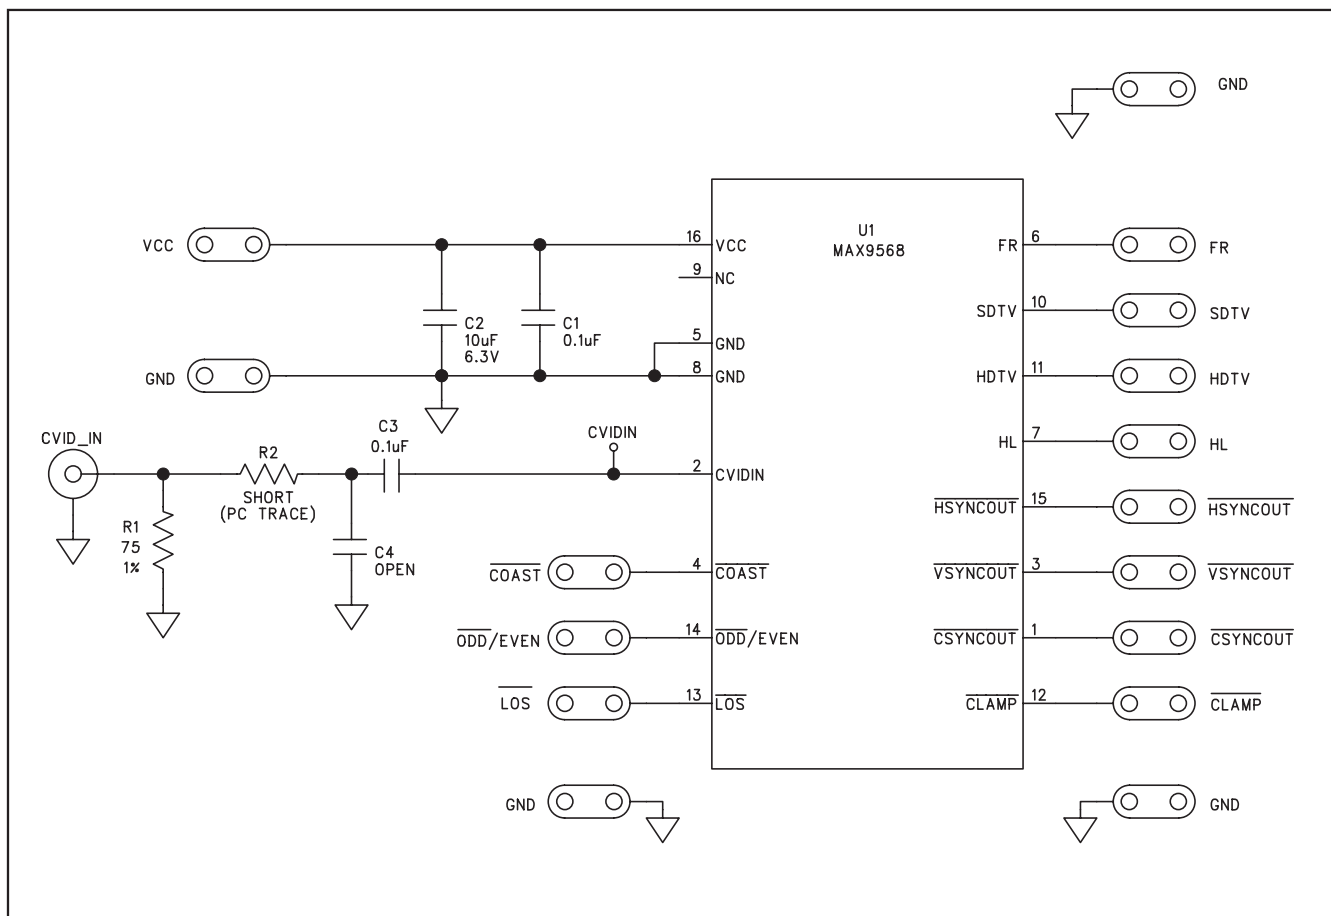 GND
U1
MAX9568
VCC
16
VCC
FR
6
FR
9
NC
SDTV
10
SDTV
C2
10uF
6.3V
C1
0.1uF
5
GND
GND
8
GND
HDTV
11
HDTV
CVID_IN
C3
0.1uF
CVIDIN
HL
7
HL
R2
SHORT
(PC TRACE)
2
CVIDIN
HSYNCOUT
15
HSYNCOUT
R1
75
1%
C4
OPEN
COAST
4
COAST
VSYNCOUT
3
VSYNCOUT
ODD/EVEN
14
ODD/EVEN
CSYNCOUT
1
CSYNCOUT
LOS
13
LOS
CLAMP
12
CLAMP
GND
GND